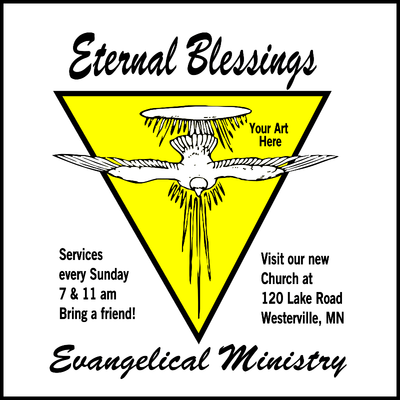 Eternal Blessings
Your Art
Here
Services
every Sunday
7 & 11 am
Bring a friend!
Visit our new
Church at
120 Lake Road
Westerville, MN
Evangelical Ministry